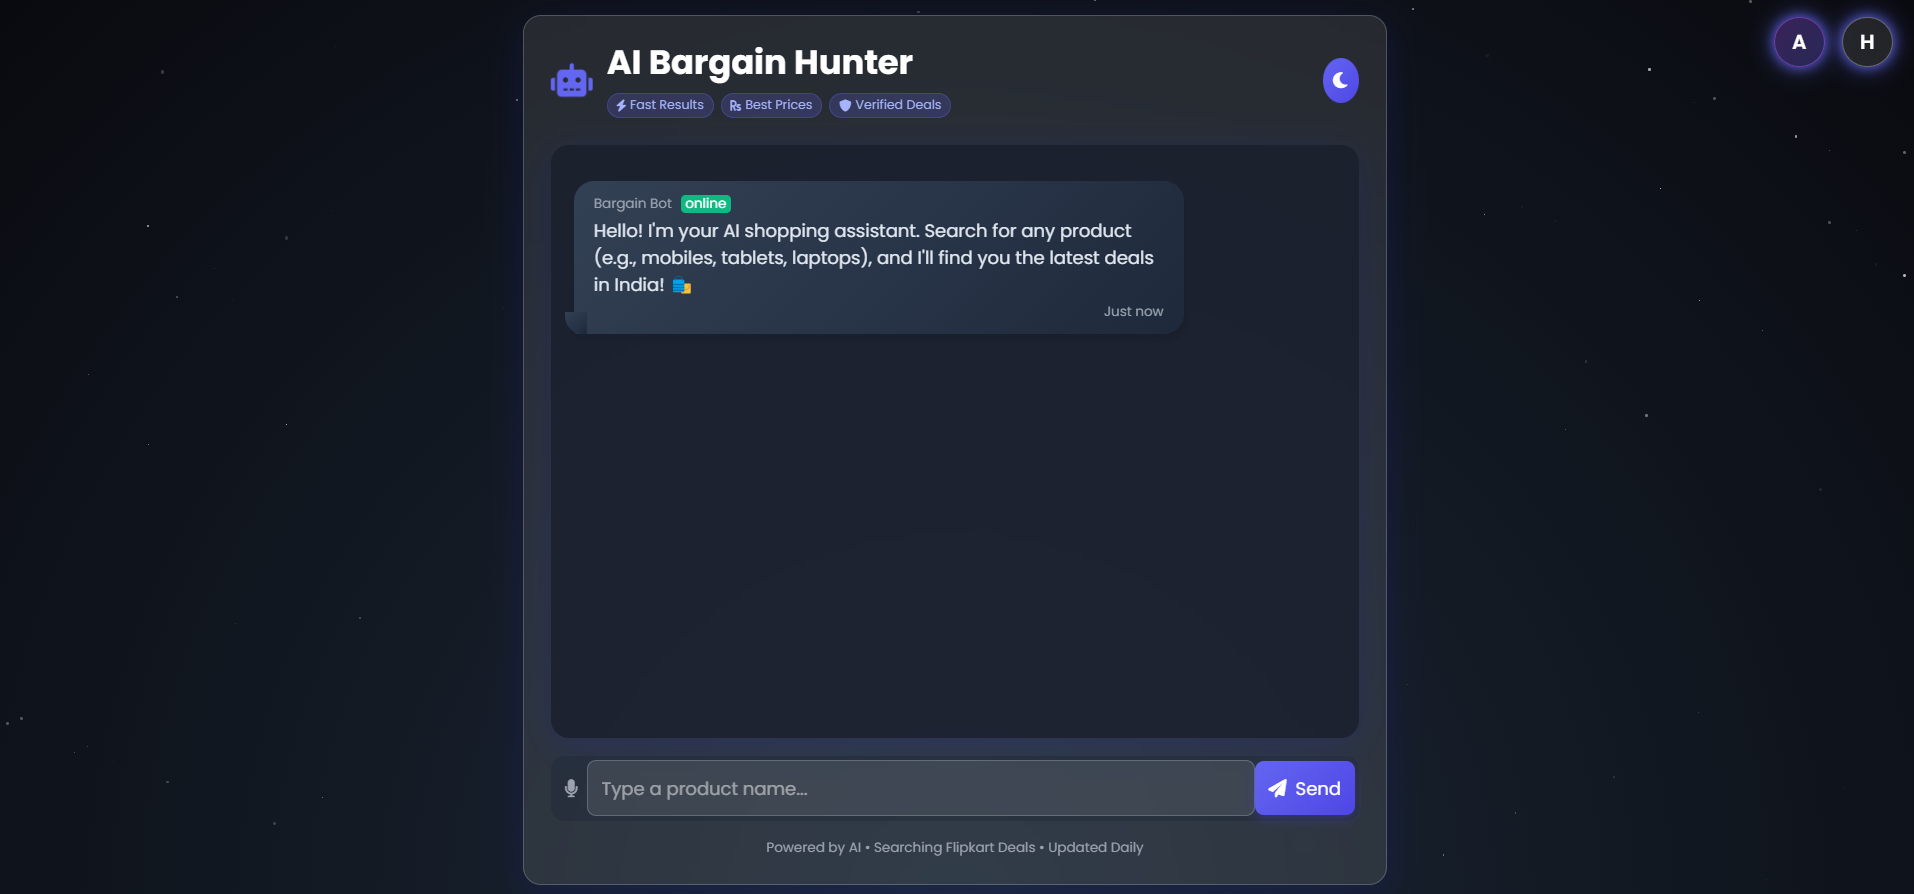 AI Bargain Hunter
A
H
Fast Results
Best Prices
Verified Deals
Bargain Bot online
Hello! I'm your AI shopping assistant. Search for any product
(e.g., mobiles, tablets, laptops), and I'll find you the latest deals
in India!
Just now
Type a product name...
Send
Powered by AI • Searching Flipkart Deals • Updated Daily